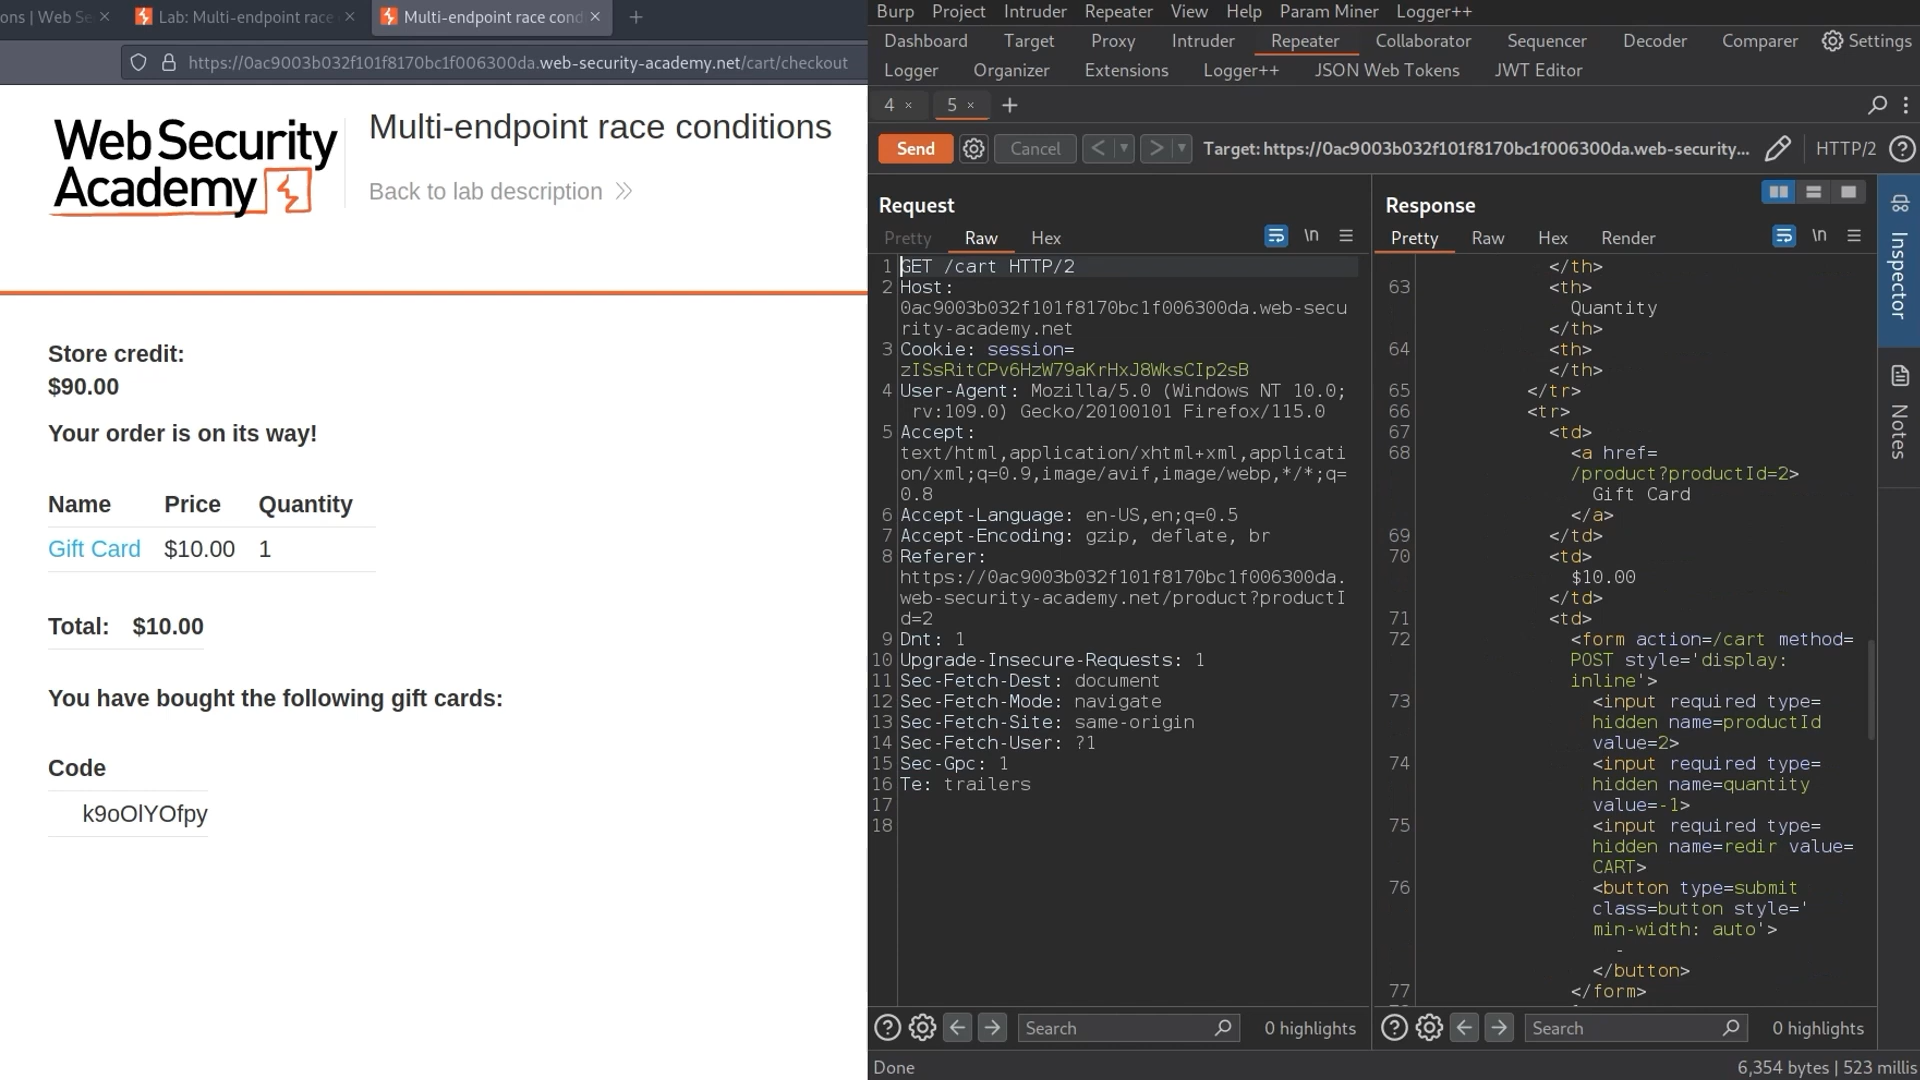 ons | Web Se
Lab: Multi-endpoint race
Multi-endpoint race cond
https://0ac9003b032f101f8170bc1f006300da.web-security-academy.net/cart/checkout
Web Security
Academy
Multi-endpoint race conditions
Back to lab description
Store credit:
$90.00
Your order is on its way!
Name Price Quantity
Gift Card $10.00 1
Total: $10.00
You have bought the following gift cards:
Code
k9oOlYOfpy
Burp Project Intruder Repeater View Help Param Miner Logger++
Dashboard Target Proxy Intruder Repeater Collaborator Sequencer Decoder Comparer Settings
Logger Organizer Extensions Logger++ JSON Web Tokens JWT Editor
4 × 5 × +
Send Cancel < > Target: https://0ac9003b032f101f8170bc1f006300da.web-security... HTTP/2 ?
Request
Pretty Raw Hex \n
1 GET /cart HTTP/2
2 Host:
0ac9003b032f101f8170bc1f006300da.web-secu
rity-academy.net
3 Cookie: session=
zISsRitCPv6HzW79aKrHxJ8WksCIp2sB
4 User-Agent: Mozilla/5.0 (Windows NT 10.0;
rv:109.0) Gecko/20100101 Firefox/115.0
5 Accept:
text/html,application/xhtml+xml,applicati
on/xml;q=0.9,image/avif,image/webp,*/*;q=
0.8
6 Accept-Language: en-US,en;q=0.5
7 Accept-Encoding: gzip, deflate, br
8 Referer:
https://0ac9003b032f101f8170bc1f006300da.
web-security-academy.net/product?productI
d=2
9 Dnt: 1
10 Upgrade-Insecure-Requests: 1
11 Sec-Fetch-Dest: document
12 Sec-Fetch-Mode: navigate
13 Sec-Fetch-Site: same-origin
14 Sec-Fetch-User: ?1
15 Sec-Gpc: 1
16 Te: trailers
17
18
Search 0 highlights
Response
Pretty Raw Hex Render \n
</th>
63 <th>
Quantity
</th>
64 <th>
</th>
65 </tr>
66 <tr>
67 <td>
68 <a href=
/product?productId=2>
Gift Card
</a>
69 </td>
70 <td>
$10.00
</td>
71 <td>
72 <form action=/cart method=
POST style='display:
inline'>
73 <input required type=
hidden name=productId
value=2>
74 <input required type=
hidden name=quantity
value=-1>
75 <input required type=
hidden name=redir value=
CART>
76 <button type=submit
class=button style='
min-width: auto'>
-
</button>
77 </form>
Search 0 highlights
Inspector
Notes
Done 6,354 bytes | 523 millis